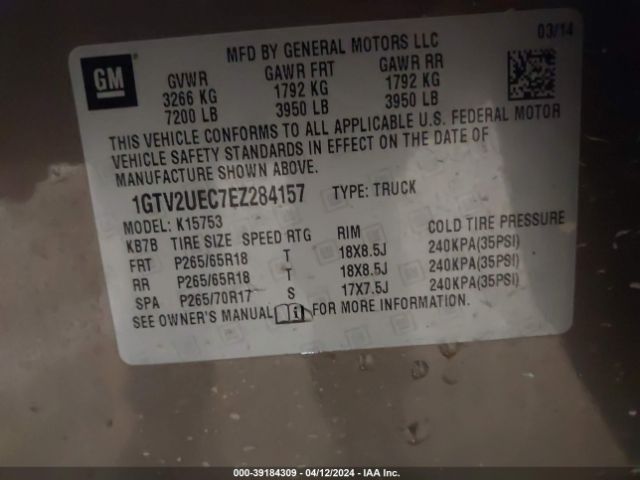 GM
MFD BY GENERAL MOTORS LLC
03/14
GVWR GAWR FRT GAWR RR
3266 KG 1792 KG 1792 KG
7200 LB 3950 LB 3950 LB
THIS VEHICLE CONFORMS TO ALL APPLICABLE U.S. FEDERAL MOTOR
VEHICLE SAFETY STANDARDS IN EFFECT ON THE DATE OF
MANUFACTURE SHOWN ABOVE.
1GTV2UEC7EZ284157 TYPE: TRUCK
MODEL: K15753
KB7B TIRE SIZE SPEED RTG RIM COLD TIRE PRESSURE
FRT P265/65R18 T 18X8.5J 240KPA(35PSI)
RR P265/65R18 T 18X8.5J 240KPA(35PSI)
SPA P265/70R17 S 17X7.5J 240KPA(35PSI)
SEE OWNER'S MANUAL FOR MORE INFORMATION.
000-39184309 - 04/12/2024 - IAA Inc.